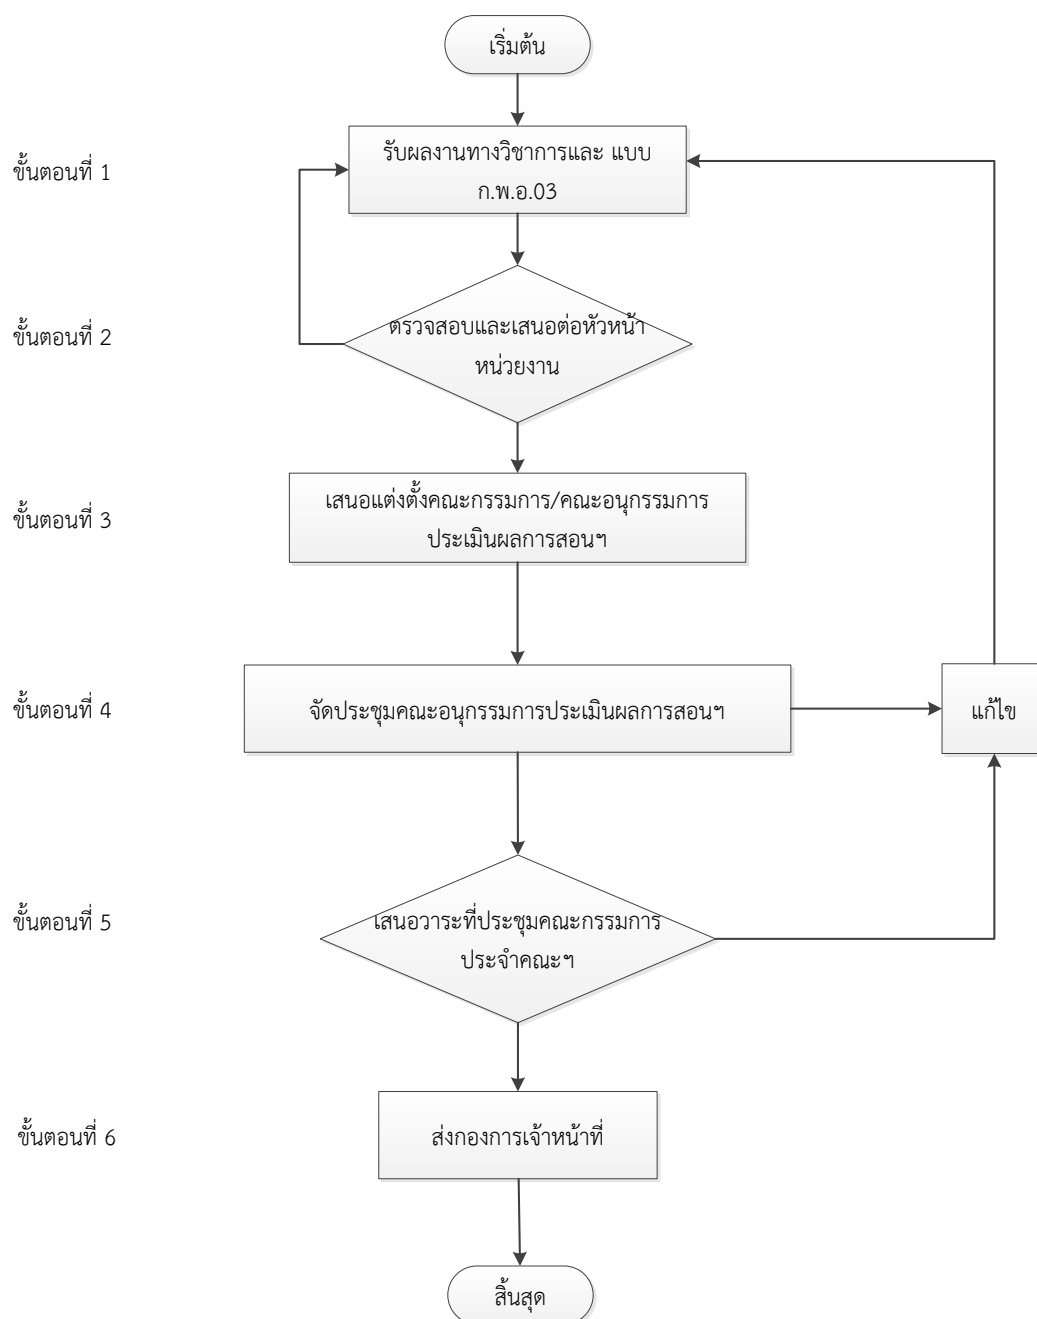 เริ่มต้น
ขั้นตอนที่ 1
รับผลงานทางวิชาการและ แบบ
ก.พ.อ.03
ขั้นตอนที่ 2
ตรวจสอบและเสนอต่อหัวหน้า
หน่วยงาน
ขั้นตอนที่ 3
เสนอแต่งตั้งคณะกรรมการ/คณะอนุกรรมการ
ประเมินผลการสอนฯ
ขั้นตอนที่ 4
จัดประชุมคณะอนุกรรมการประเมินผลการสอนฯ
แก้ไข
ขั้นตอนที่ 5
เสนอวาระที่ประชุมคณะกรรมการ
ประจำคณะฯ
ขั้นตอนที่ 6
ส่งกองการเจ้าหน้าที่
สิ้นสุด